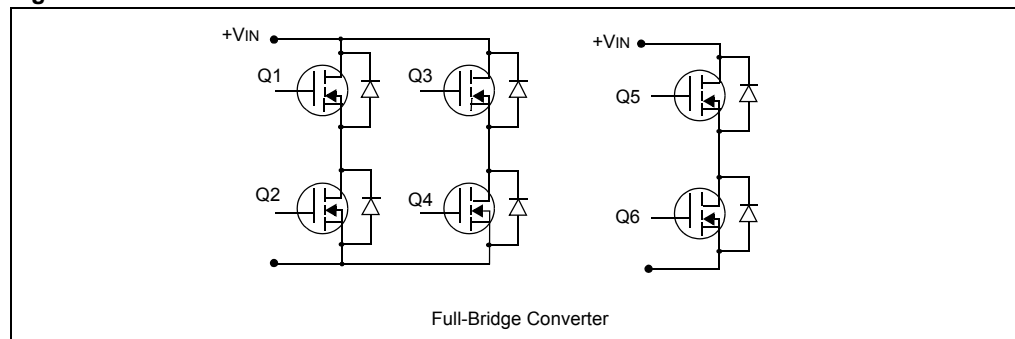 +VIN
Q1
Q3
Q2
Q4
+VIN
Q5
Q6
Full-Bridge Converter